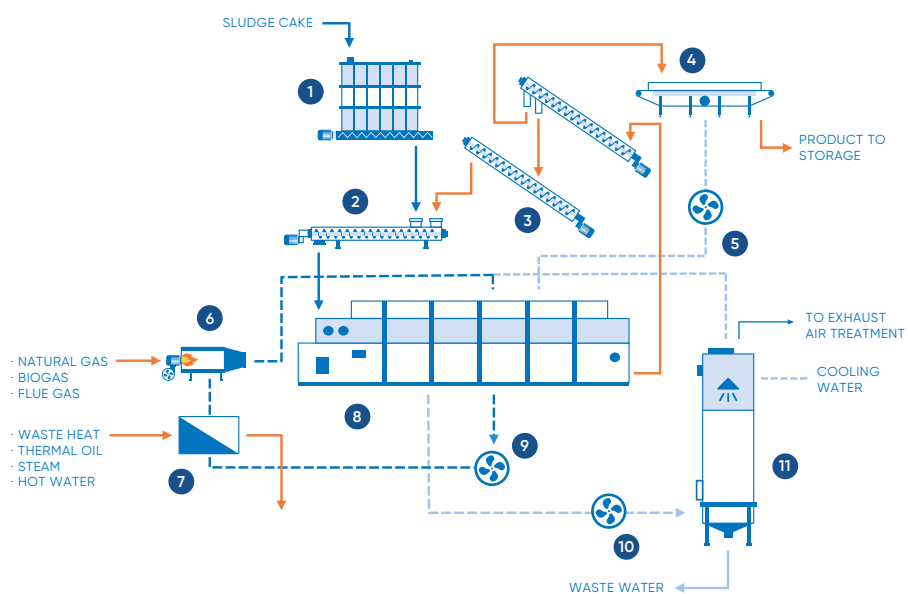 SLUDGE CAKE
1
4
PRODUCT TO
STORAGE
2
3
5
6
TO EXHAUST
AIR TREATMENT
· NATURAL GAS
· BIOGAS
· FLUE GAS
COOLING
WATER
8
· WASTE HEAT
· THERMAL OIL
· STEAM
· HOT WATER
7
9
11
10
WASTE WATER